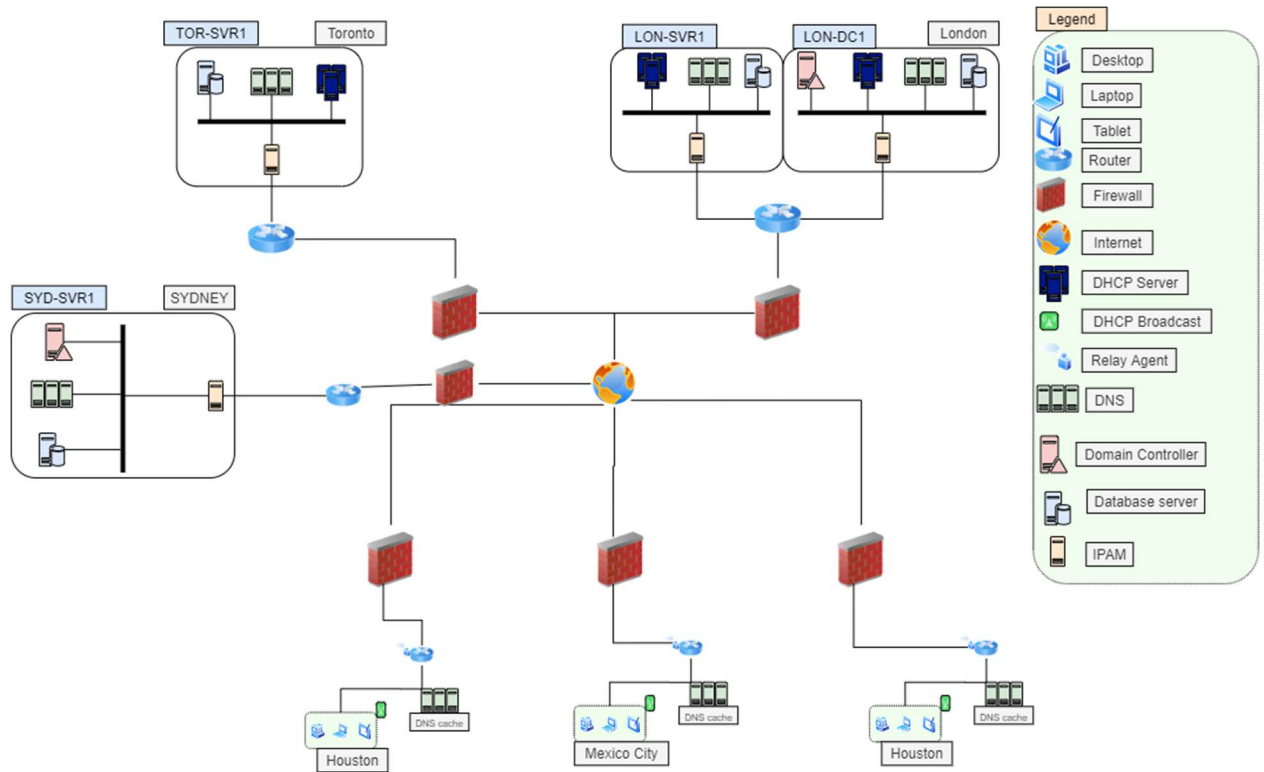 TOR-SVR1
Toronto
LON-SVR1
LON-DC1
London
Legend
Desktop
Laptop
Tablet
Router
Firewall
Internet
DHCP Server
DHCP Broadcast
Relay Agent
DNS
Domain Controller
Database server
IPAM
SYD-SVR1
SYDNEY
DNS cache
Houston
DNS cache
Mexico City
DNS cache
Houston